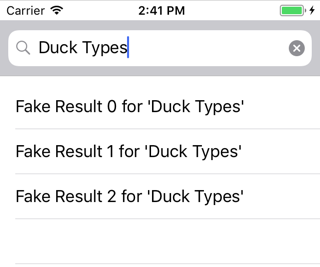 Carrier 2:41 PM
Duck Types
Fake Result 0 for 'Duck Types'
Fake Result 1 for 'Duck Types'
Fake Result 2 for 'Duck Types'